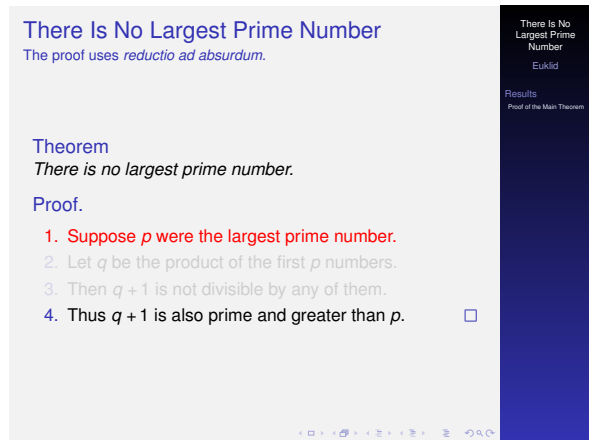 There Is No Largest Prime Number
The proof uses reductio ad absurdum.
Theorem
There is no largest prime number.
Proof.
1. Suppose p were the largest prime number.
2. Let q be the product of the first p numbers.
3. Then q + 1 is not divisible by any of them.
4. Thus q + 1 is also prime and greater than p.
There Is No
Largest Prime
Number
Euklid
Results
Proof of the Main Theorem